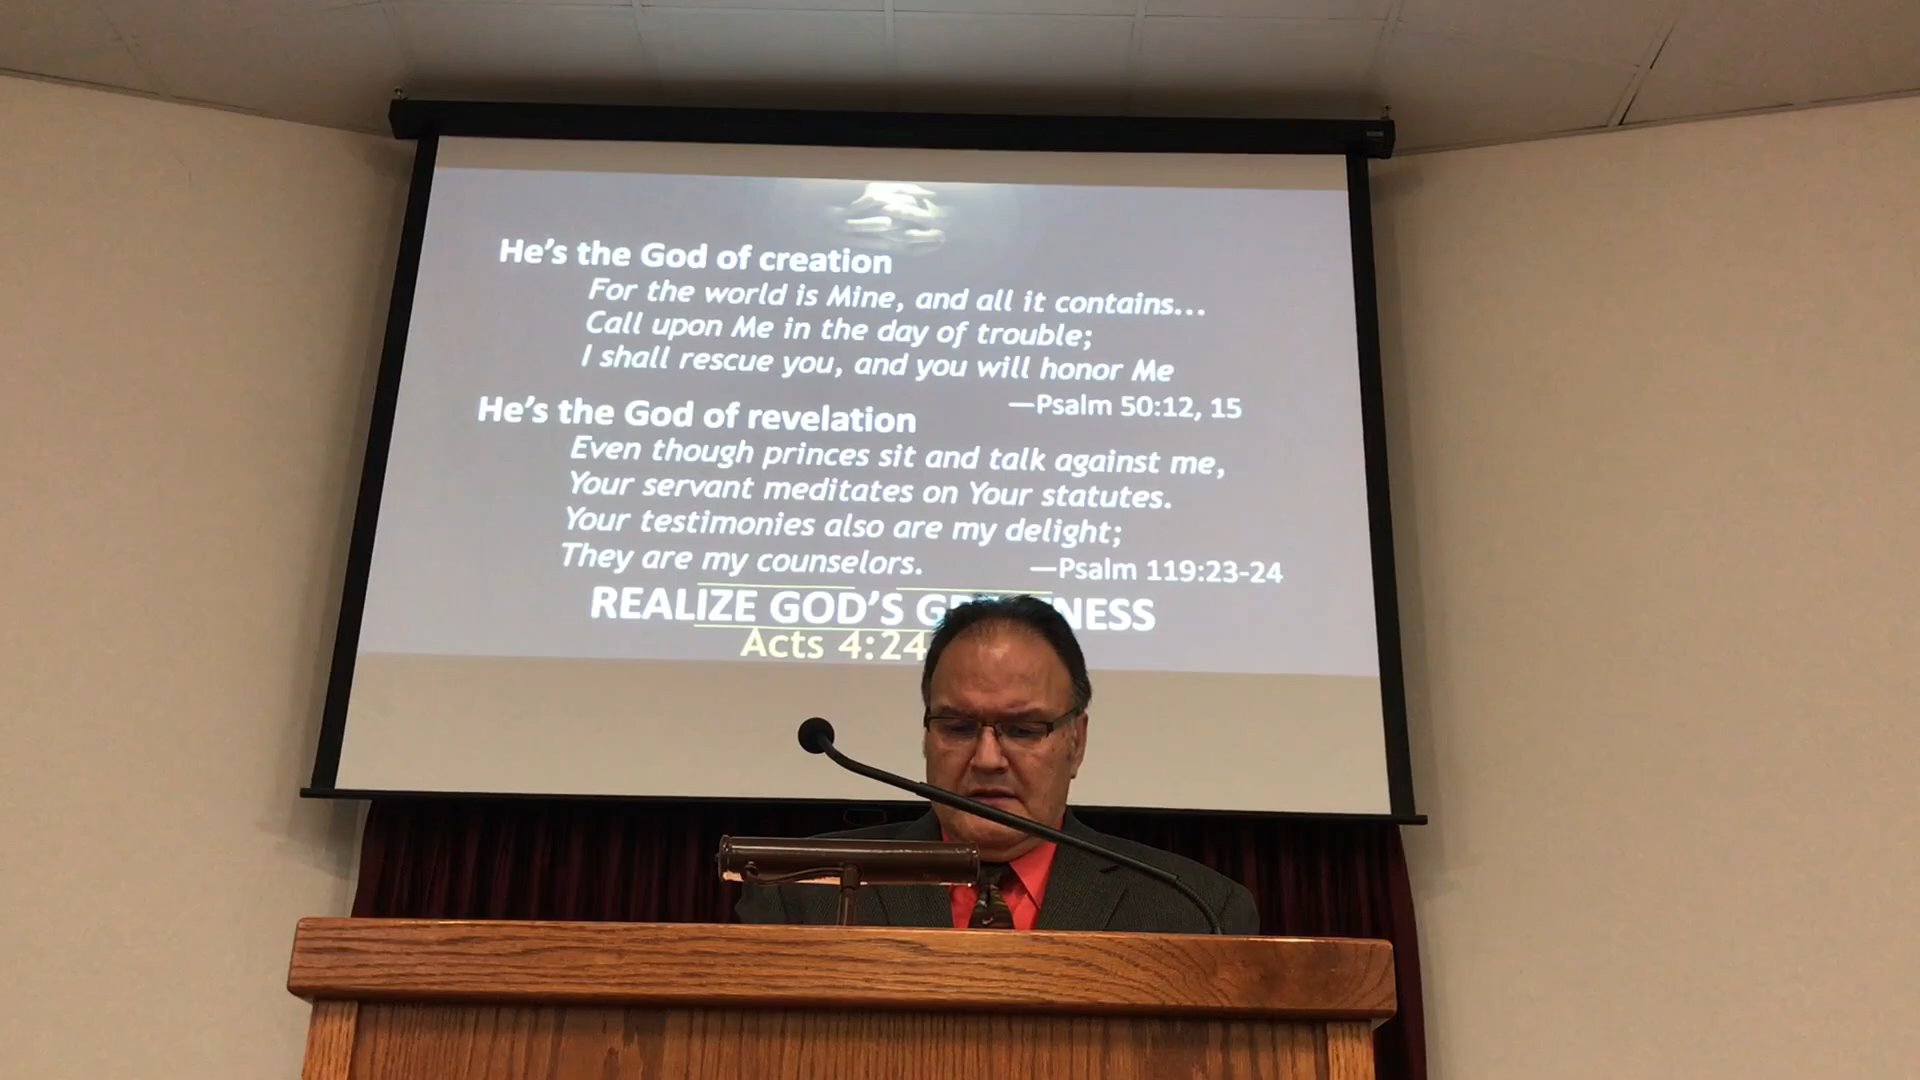 He's the God of creation
For the world is Mine, and all it contains...
Call upon Me in the day of trouble;
I shall rescue you, and you will honor Me
—Psalm 50:12, 15
He's the God of revelation
Even though princes sit and talk against me,
Your servant meditates on Your statutes.
Your testimonies also are my delight;
They are my counselors.
—Psalm 119:23-24
REALIZE GOD'S
Acts 4:24